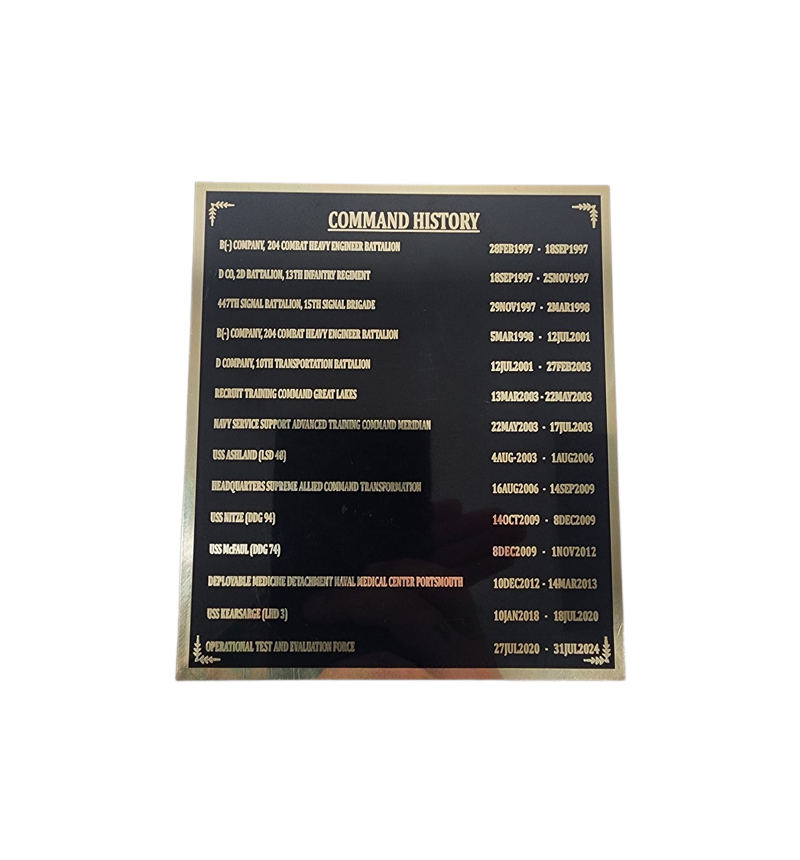 COMMAND HISTORY
B(-) COMPANY, 204 COMBAT HEAVY ENGINEER BATTALION 28FEB1997 - 18SEP1997
D CO, 2D BATTALION, 13TH INFANTRY REGIMENT 18SEP1997 - 25NOV1997
447TH SIGNAL BATTALION, 15TH SIGNAL BRIGADE 29NOV1997 - 2MAR1998
B(-) COMPANY, 204 COMBAT HEAVY ENGINEER BATTALION 5MAR1998 - 12JUL2001
D COMPANY, 10TH TRANSPORTATION BATTALION 12JUL2001 - 27FEB2003
RECRUIT TRAINING COMMAND GREAT LAKES 13MAR2003 - 22MAY2003
NAVY SERVICE SUPPORT ADVANCED TRAINING COMMAND MERIDIAN 22MAY2003 - 17JUL2003
USS ASHLAND (LSD 48) 4AUG-2003 - 1AUG2006
HEADQUARTERS SUPREME ALLIED COMMAND TRANSFORMATION 16AUG2006 - 14SEP2009
USS NITZE (DDG 94) 14OCT2009 - 8DEC2009
USS McFAUL (DDG 74) 8DEC2009 - 1NOV2012
DEPLOYABLE MEDICINE DETACHMENT NAVAL MEDICAL CENTER PORTSMOUTH 10DEC2012 - 14MAR2013
USS KEARSARGE (LHD 3) 10JAN2018 - 18JUL2020
OPERATIONAL TEST AND EVALUATION FORCE 27JUL2020 - 31JUL2024